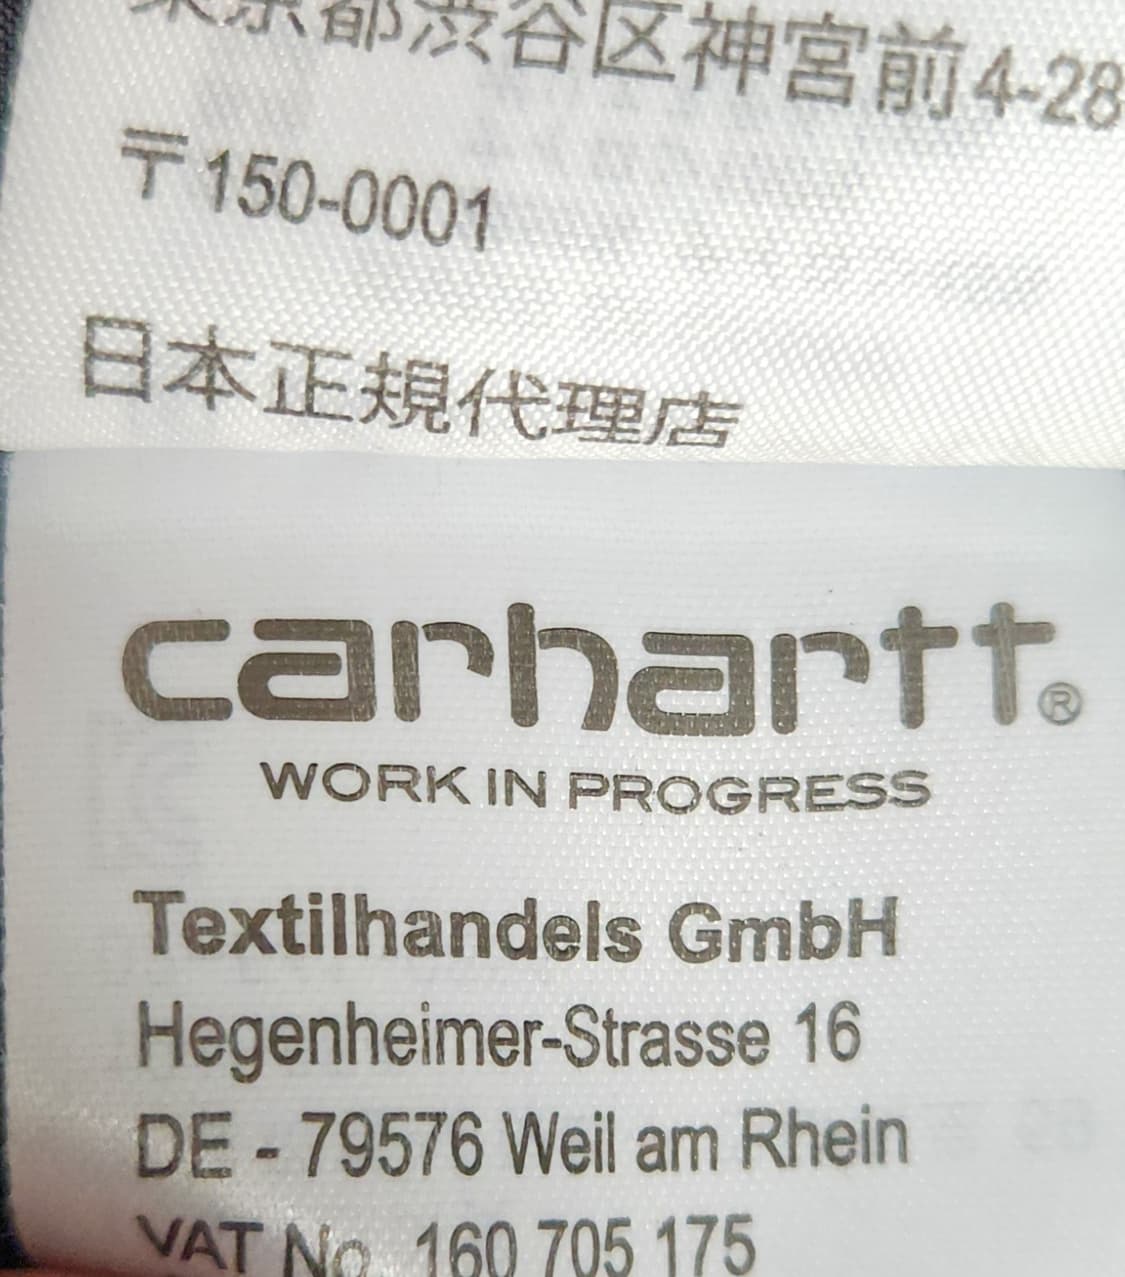 東京都渋谷区神宮前4-28
〒150-0001
日本正規代理店
carhartt®
WORK IN PROGRESS
Textilhandels GmbH
Hegenheimer-Strasse 16
DE - 79576 Weil am Rhein
VAT No. 160 705 175